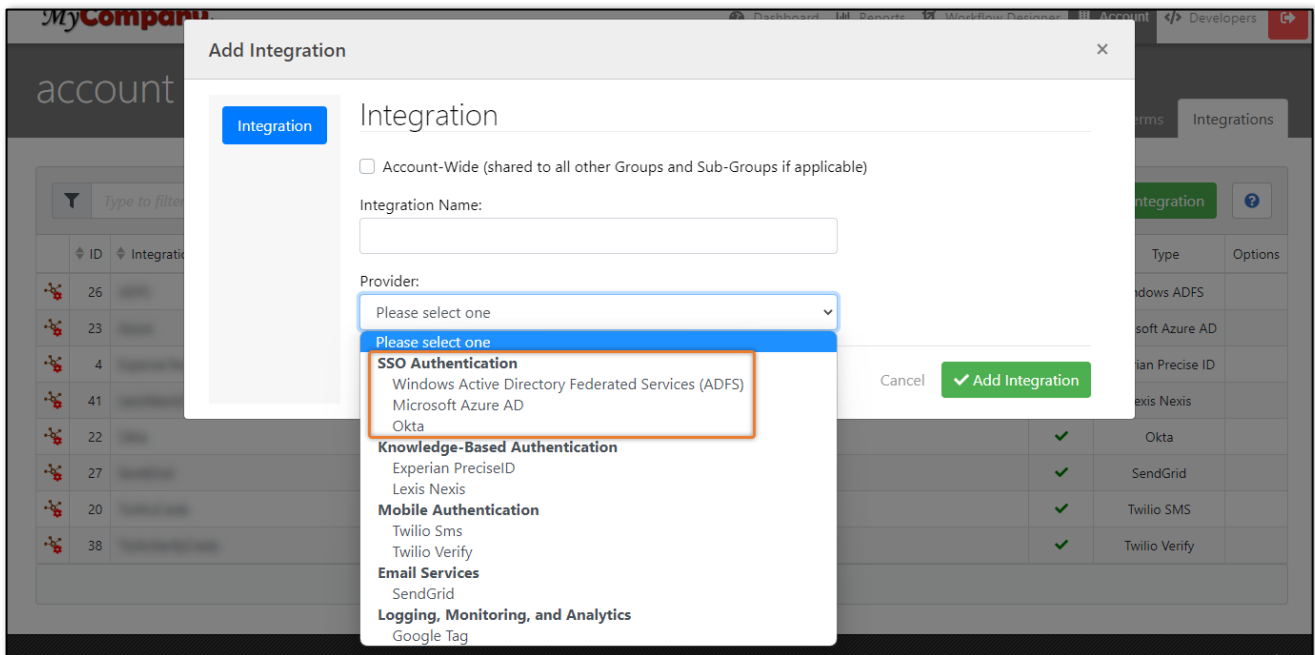 MyCompany.
Dashboard Reports Workflow Designer Account </> Developers
account
Add Integration ×
Integration
Integration
Account-Wide (shared to all other Groups and Sub-Groups if applicable)
Integration Name:
Provider:
Please select one
Please select one
SSO Authentication
Windows Active Directory Federated Services (ADFS)
Microsoft Azure AD
Okta
Knowledge-Based Authentication
Experian PreciseID
Lexis Nexis
Mobile Authentication
Twilio Sms
Twilio Verify
Email Services
SendGrid
Logging, Monitoring, and Analytics
Google Tag
Cancel Add Integration
erms Integrations
Type to filter
ntegration
ID Integratio Type Options
26 ndows ADFS
23 soft Azure AD
4 ian Precise ID
41 exis Nexis
22 Okta
27 SendGrid
20 Twilio SMS
38 Twilio Verify